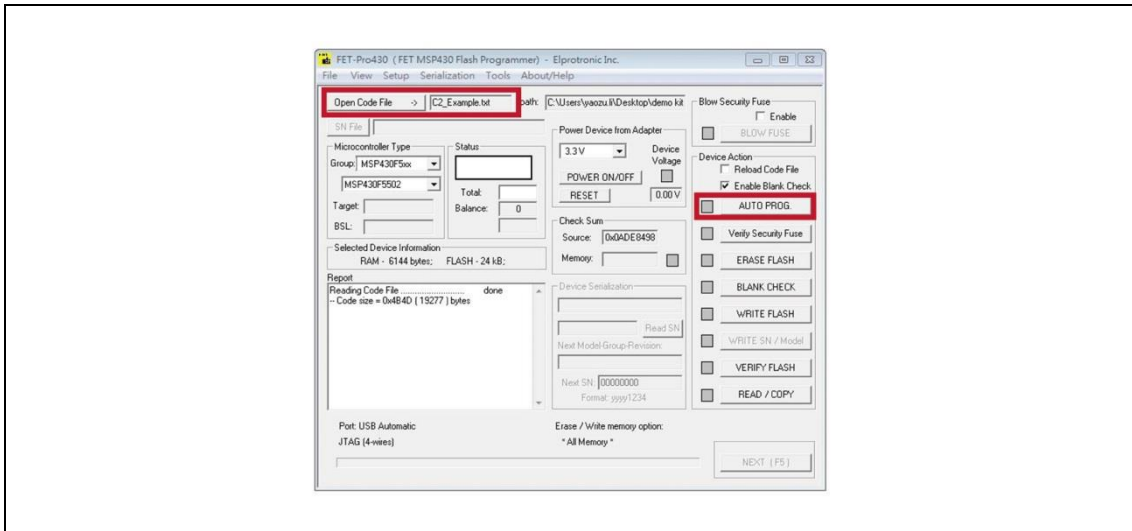 FET-Pro430 ( FET MSP430 Flash Programmer) - Elprotronic Inc.
File View Setup Serialization Tools About/Help
Open Code File -> C2_Example.txt path: C:\Users\yaozu.li\Desktop\demo kit
SN File
Microcontroller Type
Group: MSP430F5xx
MSP430F5502
Target:
BSL:
Status
Total:
Balance: 0
Selected Device Information
RAM - 6144 bytes; FLASH - 24 kB;
Report
Reading Code File ........................... done
-- Code size = 0x4B4D ( 19277 ) bytes
Power Device from Adapter
3.3 V
Device Voltage
POWER ON/OFF
RESET 0.00 V
Check Sum
Source: 0x0ADE8498
Memory:
Device Serialization
Read SN
Next Model-Group-Revision:
Next SN: 00000000
Format: yyyy1234
Blow Security Fuse
Enable
BLOW FUSE
Device Action
Reload Code File
Enable Blank Check
AUTO PROG.
Verify Security Fuse
ERASE FLASH
BLANK CHECK
WRITE FLASH
WRITE SN / Model
VERIFY FLASH
READ / COPY
Port: USB Automatic
JTAG (4-wires)
Erase / Write memory option:
* All Memory *
NEXT ( F5 )